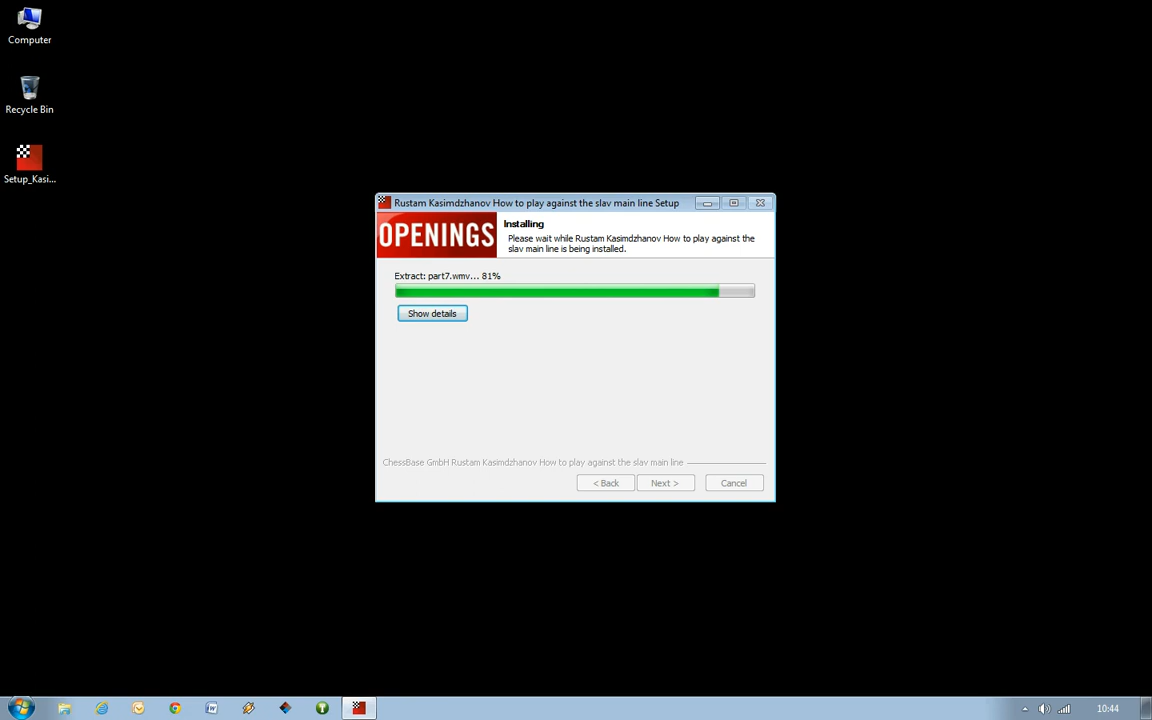 Computer
Recycle Bin
Setup_Kasi...
Rustam Kasimdzhanov How to play against the slav main line Setup
OPENINGS
Installing
Please wait while Rustam Kasimdzhanov How to play against the
slav main line is being installed.
Extract: part7.wmv... 81%
Show details
ChessBase GmbH Rustam Kasimdzhanov How to play against the slav main line
< Back
Next >
Cancel
10:44